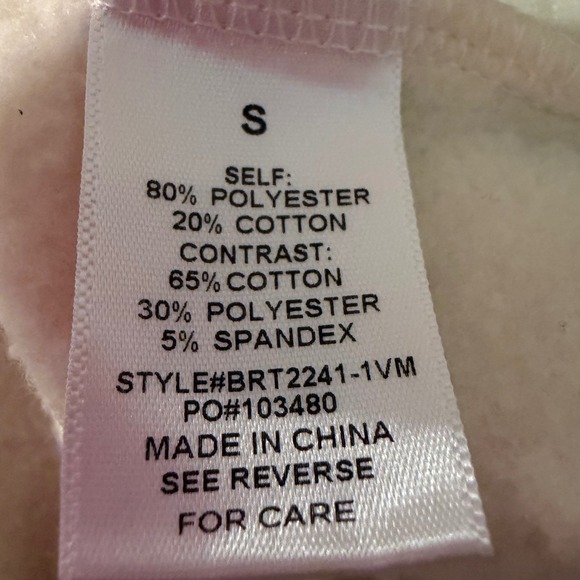 S
SELF:
80% POLYESTER
20% COTTON
CONTRAST:
65% COTTON
30% POLYESTER
5% SPANDEX
STYLE#BRT2241-1VM
PO#103480
MADE IN CHINA
SEE REVERSE
FOR CARE